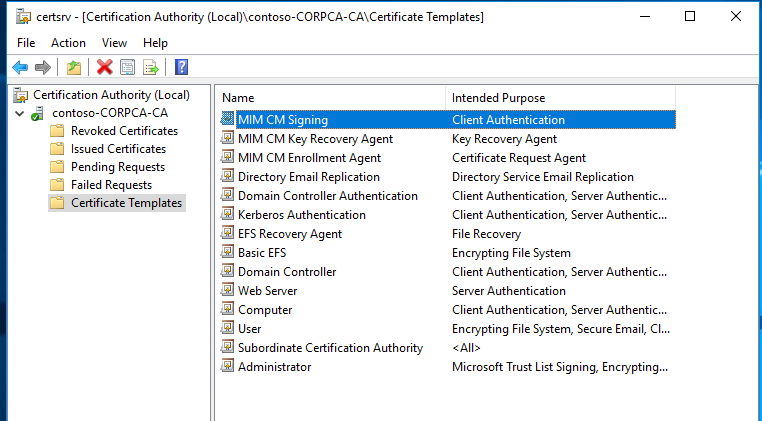 certsrv - [Certification Authority (Local)\contoso-CORPCA-CA\Certificate Templates]
File Action View Help
Certification Authority (Local)
contoso-CORPCA-CA
Revoked Certificates
Issued Certificates
Pending Requests
Failed Requests
Certificate Templates
Name Intended Purpose
MIM CM Signing Client Authentication
MIM CM Key Recovery Agent Key Recovery Agent
MIM CM Enrollment Agent Certificate Request Agent
Directory Email Replication Directory Service Email Replication
Domain Controller Authentication Client Authentication, Server Authentic...
Kerberos Authentication Client Authentication, Server Authentic...
EFS Recovery Agent File Recovery
Basic EFS Encrypting File System
Domain Controller Client Authentication, Server Authentic...
Web Server Server Authentication
Computer Client Authentication, Server Authentic...
User Encrypting File System, Secure Email, Cl...
Subordinate Certification Authority <All>
Administrator Microsoft Trust List Signing, Encrypting...